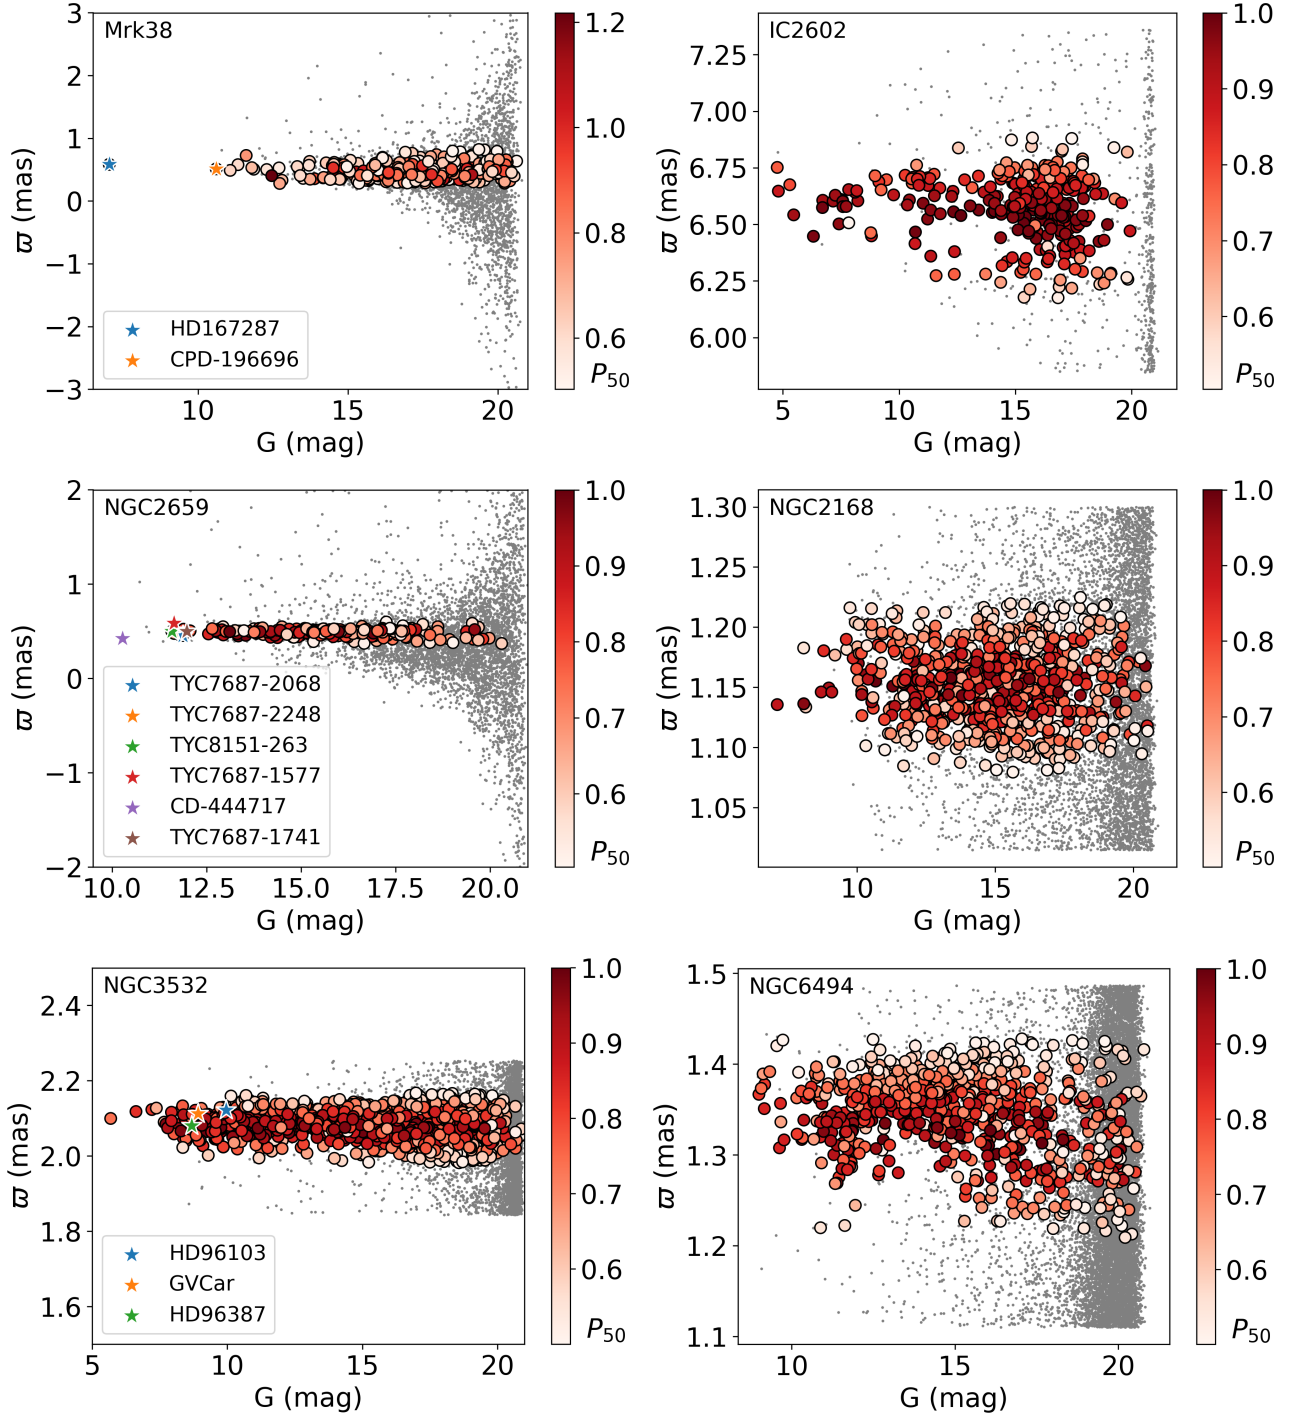 Mrk38
3
2
1
0
−1
−2
−3
ϖ (mas)
HD167287
CPD-196696
10
15
20
G (mag)
1.2
1.0
0.8
0.6
P50
IC2602
7.25
7.00
6.75
6.50
6.25
6.00
ϖ (mas)
5
10
15
20
G (mag)
1.0
0.9
0.8
0.7
0.6
P50
NGC2659
2
1
0
−1
−2
ϖ (mas)
TYC7687-2068
TYC7687-2248
TYC8151-263
TYC7687-1577
CD-444717
TYC7687-1741
10.0
12.5
15.0
17.5
20.0
G (mag)
1.0
0.9
0.8
0.7
0.6
P50
NGC2168
1.30
1.25
1.20
1.15
1.10
1.05
ϖ (mas)
10
15
20
G (mag)
1.0
0.9
0.8
0.7
0.6
P50
NGC3532
2.4
2.2
2.0
1.8
1.6
ϖ (mas)
HD96103
GVCar
HD96387
5
10
15
20
G (mag)
1.0
0.9
0.8
0.7
0.6
P50
NGC6494
1.5
1.4
1.3
1.2
1.1
ϖ (mas)
10
15
20
G (mag)
1.0
0.9
0.8
0.7
0.6
P50